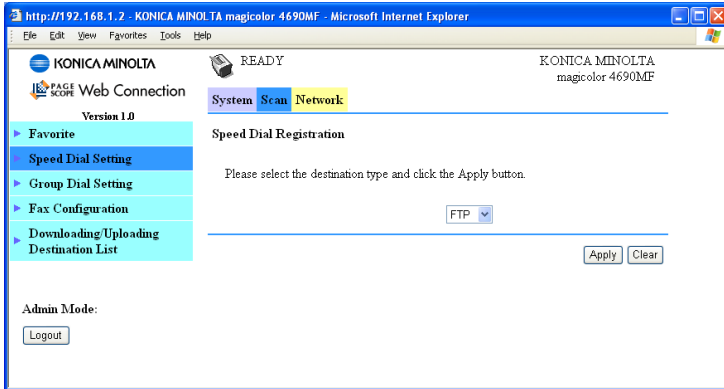 http://192.168.1.2 - KONICA MINOLTA magicolor 4690MF - Microsoft Internet Explorer
File Edit View Favorites Tools Help
KONICA MINOLTA
READY
KONICA MINOLTA
magicolor 4690MF
PAGE SCOPE Web Connection
Version 1.0
System Scan Network
Favorite
Speed Dial Setting
Group Dial Setting
Fax Configuration
Downloading/Uploading
Destination List
Speed Dial Registration
Please select the destination type and click the Apply button.
FTP
Apply Clear
Admin Mode:
Logout